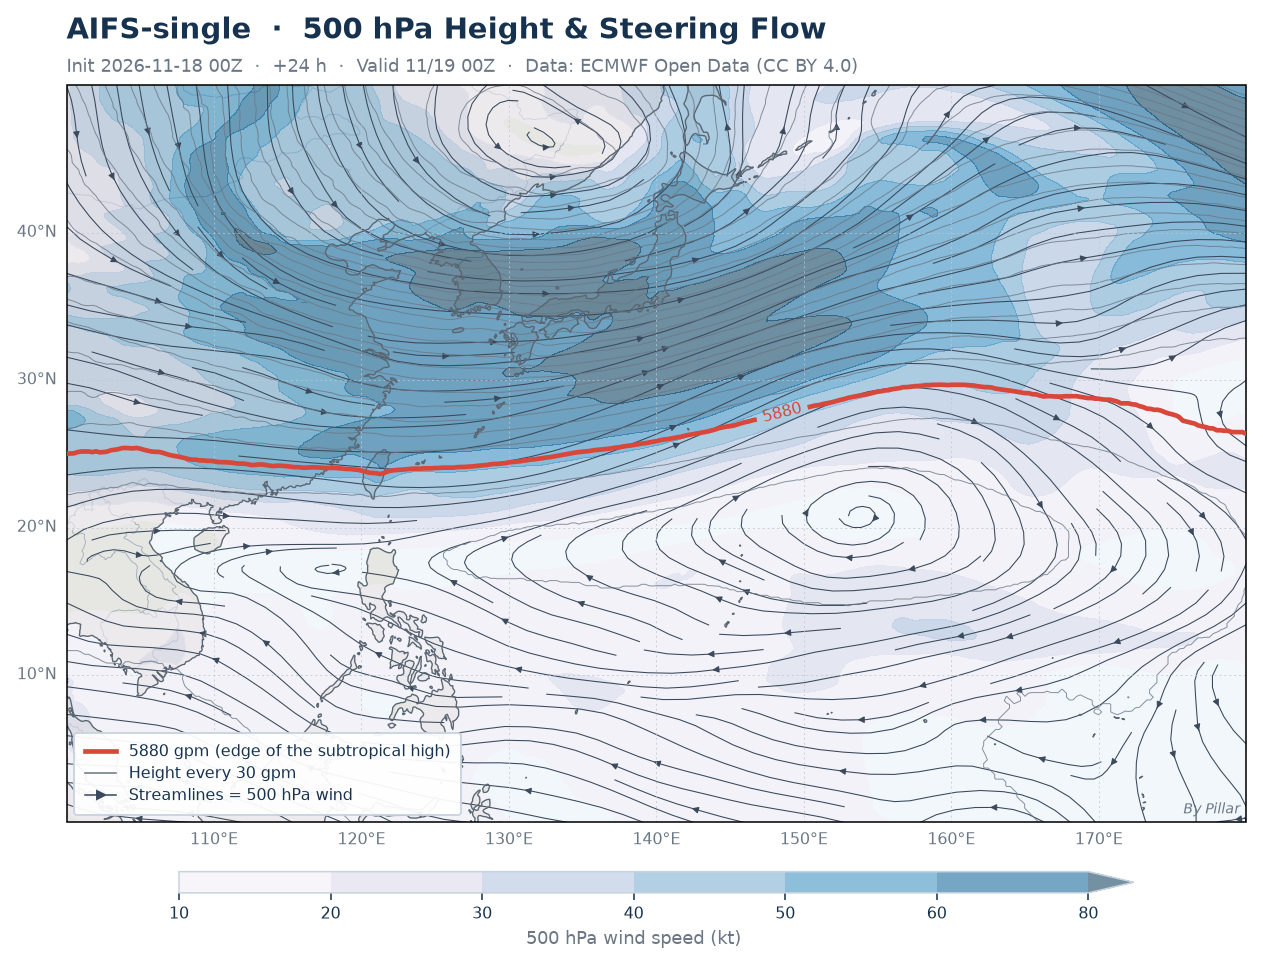 AIFS-single · 500 hPa Height & Steering Flow
Init 2026-11-18 00Z · +24 h · Valid 11/19 00Z · Data: ECMWF Open Data (CC BY 4.0)
40°N
30°N
20°N
10°N
5880
5880 gpm (edge of the subtropical high)
Height every 30 gpm
Streamlines = 500 hPa wind
By Pillar
110°E 120°E 130°E 140°E 150°E 160°E 170°E
10 20 30 40 50 60 80
500 hPa wind speed (kt)